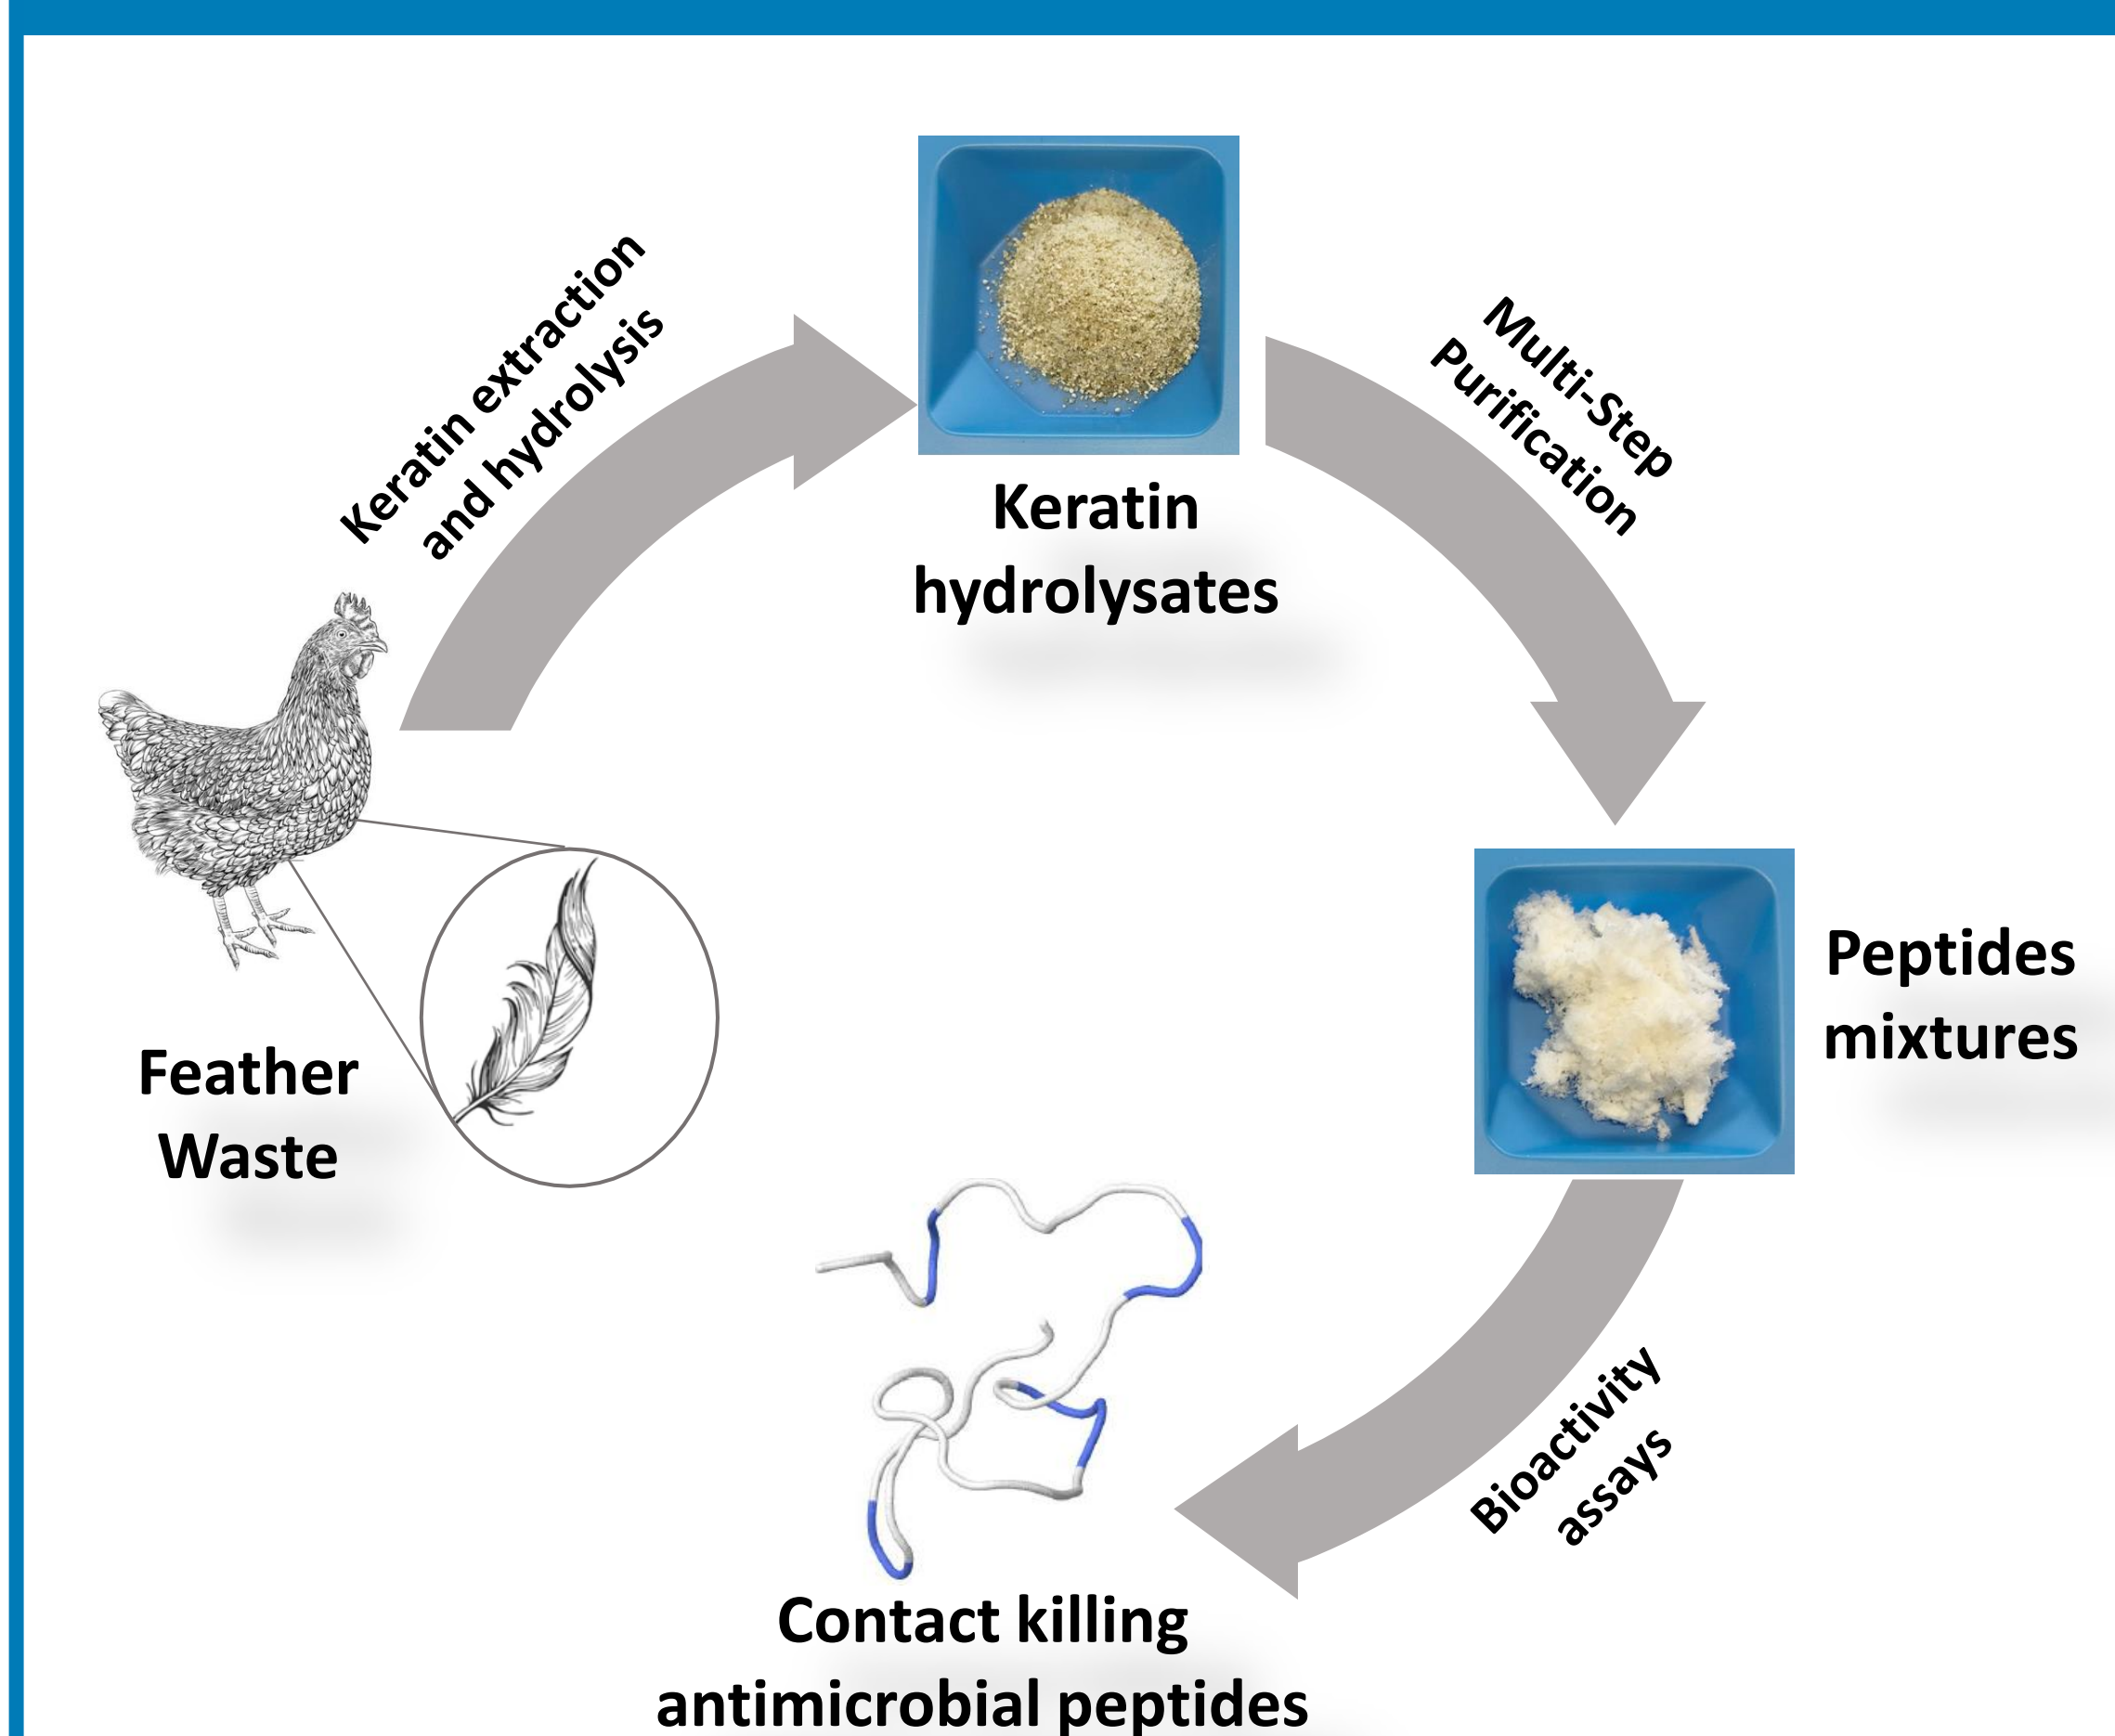 Keratin extraction
and hydrolysis
Keratin
hydrolysates
Multi-Step
Purification
Peptides
mixtures
Feather
Waste
Bioactivity
assays
Contact killing
antimicrobial peptides